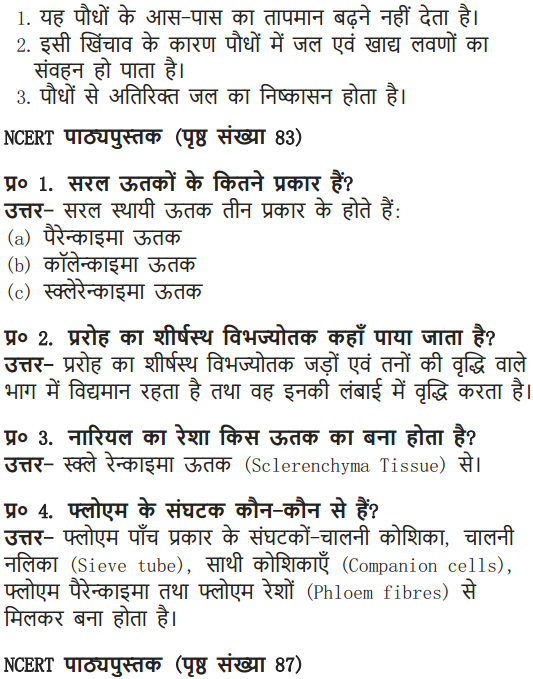 1. यह पौधों के आस-पास का तापमान बढ़ने नहीं देता है।
2. इसी खिंचाव के कारण पौधों में जल एवं खाद्य लवणों का
संवहन हो पाता है।
3. पौधों से अतिरिक्त जल का निष्कासन होता है।
NCERT पाठ्यपुस्तक (पृष्ठ संख्या 83)
प्र० 1. सरल ऊतकों के कितने प्रकार हैं?
उत्तर- सरल स्थायी ऊतक तीन प्रकार के होते हैं:
(a) पैरेन्काइमा ऊतक
(b) कॉलेन्काइमा ऊतक
(c) स्क्लेरेन्काइमा ऊतक
प्र० 2. प्ररोह का शीर्षस्थ विभज्योतक कहाँ पाया जाता है?
उत्तर- प्ररोह का शीर्षस्थ विभज्योतक जड़ों एवं तनों की वृद्धि वाले
भाग में विद्यमान रहता है तथा वह इनकी लंबाई में वृद्धि करता है।
प्र० 3. नारियल का रेशा किस ऊतक का बना होता है?
उत्तर- स्क्ले रेन्काइमा ऊतक (Sclerenchyma Tissue) से।
प्र० 4. फ्लोएम के संघटक कौन-कौन से हैं?
उत्तर- फ्लोएम पाँच प्रकार के संघटकों-चालनी कोशिका, चालनी
नलिका (Sieve tube), साथी कोशिकाएँ (Companion cells),
फ्लोएम पैरेन्काइमा तथा फ्लोएम रेशों (Phloem fibres) से
मिलकर बना होता है।
NCERT पाठ्यपुस्तक (पृष्ठ संख्या 87)